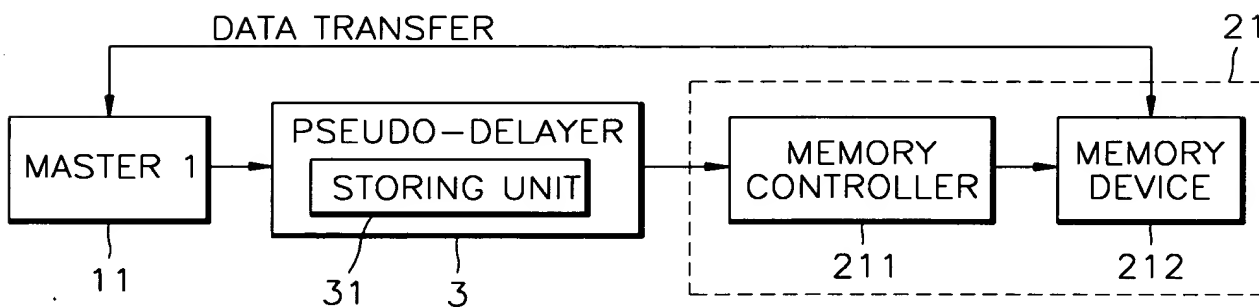 DATA TRANSFER
21
MASTER 1
PSEUDO-DELAYER
STORING UNIT
MEMORY
CONTROLLER
MEMORY
DEVICE
11
31
3
211
212